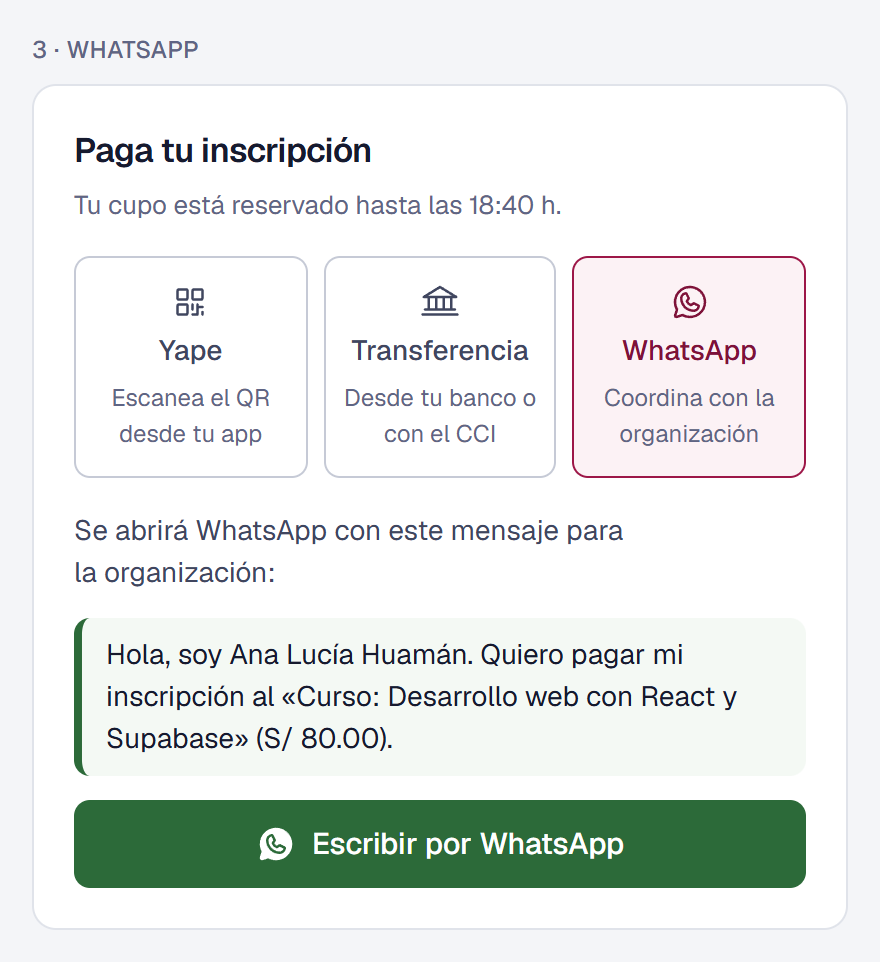 3 · WHATSAPP
Paga tu inscripción
Tu cupo está reservado hasta las 18:40 h.
Yape
Escanea el QR
desde tu app
Transferencia
Desde tu banco o
con el CCI
WhatsApp
Coordina con la
organización
Se abrirá WhatsApp con este mensaje para
la organización:
Hola, soy Ana Lucía Huamán. Quiero pagar mi
inscripción al «Curso: Desarrollo web con React y
Supabase» (S/ 80.00).
Escribir por WhatsApp